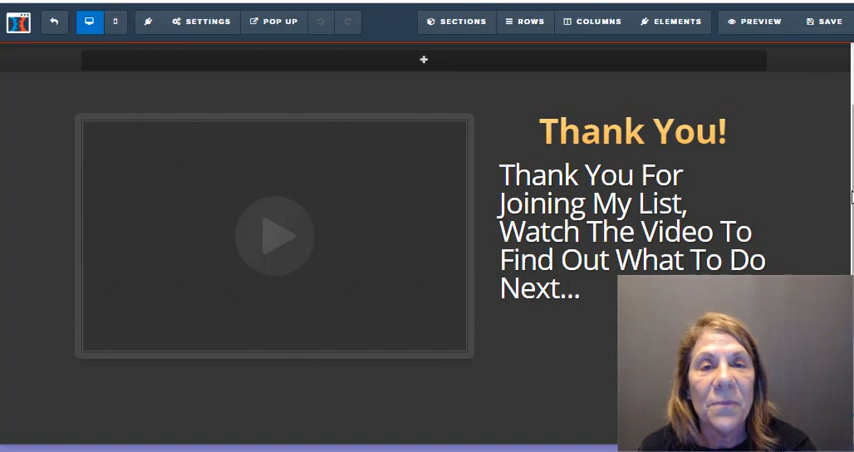 SETTINGS POP UP SECTIONS ROWS COLUMNS ELEMENTS PREVIEW SAVE
Thank You!
Thank You For
Joining My List,
Watch The Video To
Find Out What To Do
Next...